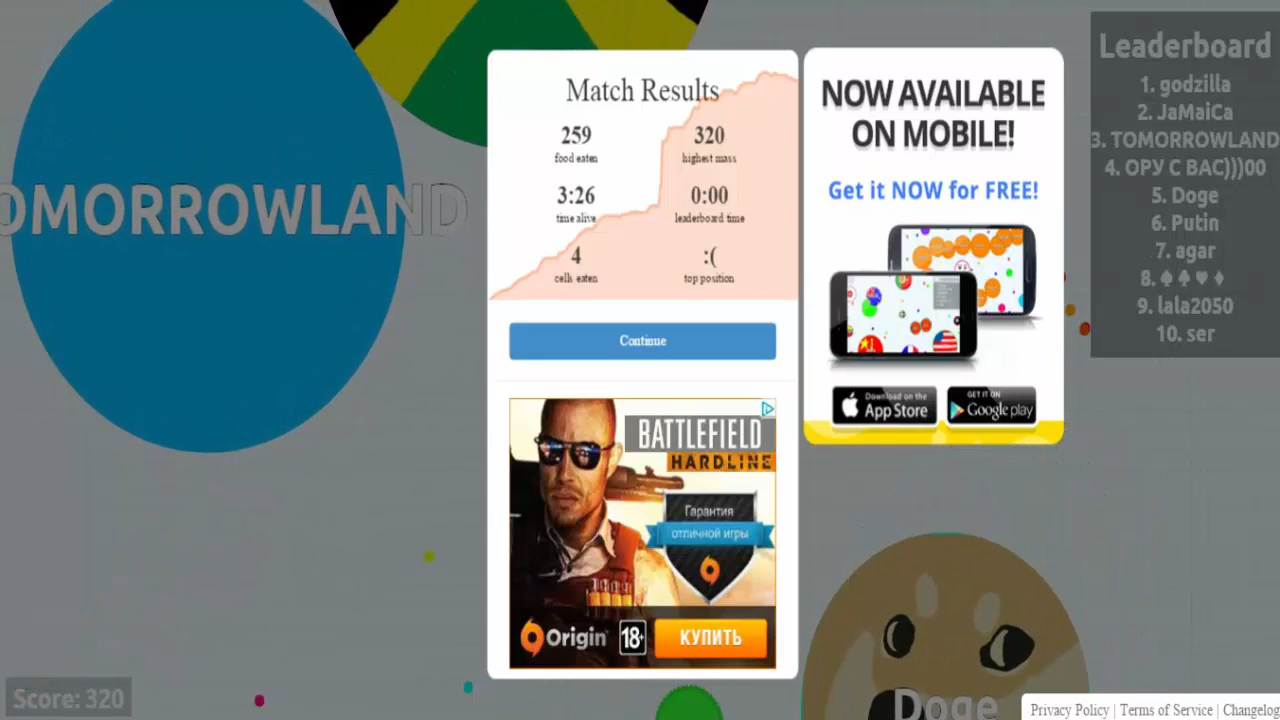 OMORROWLAND
Match Results
259
food eaten
320
highest mass
3:26
time alive
0:00
leaderboard time
4
cells eaten
:(
top position
Continue
BATTLEFIELD
HARDLINE
Гарантия
отличной игры
Origin
18+
КУПИТЬ
NOW AVAILABLE
ON MOBILE!
Get it NOW for FREE!
Download on the
App Store
GET IT ON
Google play
Leaderboard
1. godzilla
2. JaMaiCa
3. TOMORROWLAND
4. ОРУ С ВАС)))00
5. Doge
6. Putin
7. agar
8. ♠ ♣ ♥ ♦
9. lala2050
10. ser
Doge
Score: 320
Privacy Policy | Terms of Service | Changelog